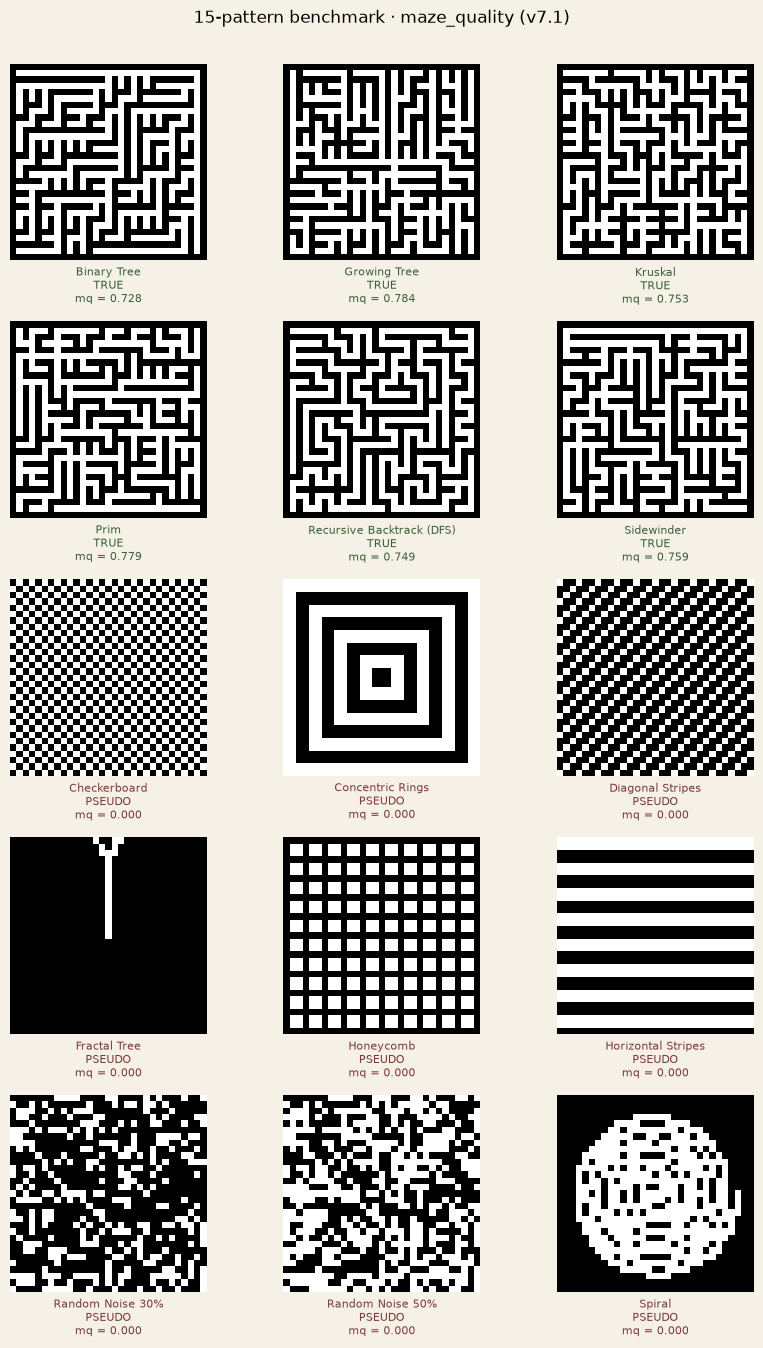 15-pattern benchmark · maze_quality (v7.1)
Binary Tree
TRUE
mq = 0.728
Growing Tree
TRUE
mq = 0.784
Kruskal
TRUE
mq = 0.753
Prim
TRUE
mq = 0.779
Recursive Backtrack (DFS)
TRUE
mq = 0.749
Sidewinder
TRUE
mq = 0.759
Checkerboard
PSEUDO
mq = 0.000
Concentric Rings
PSEUDO
mq = 0.000
Diagonal Stripes
PSEUDO
mq = 0.000
Fractal Tree
PSEUDO
mq = 0.000
Honeycomb
PSEUDO
mq = 0.000
Horizontal Stripes
PSEUDO
mq = 0.000
Random Noise 30%
PSEUDO
mq = 0.000
Random Noise 50%
PSEUDO
mq = 0.000
Spiral
PSEUDO
mq = 0.000